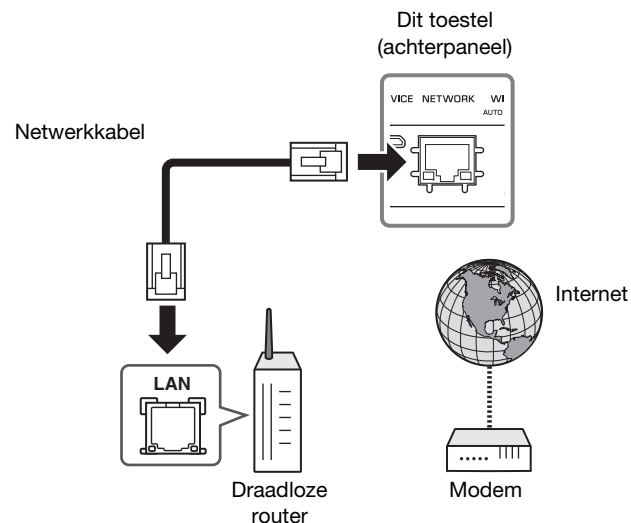 Dit toestel
(achterpaneel)
VICE NETWORK WI
AUTO
Netwerkkabel
Internet
LAN
Draadloze
router
Modem